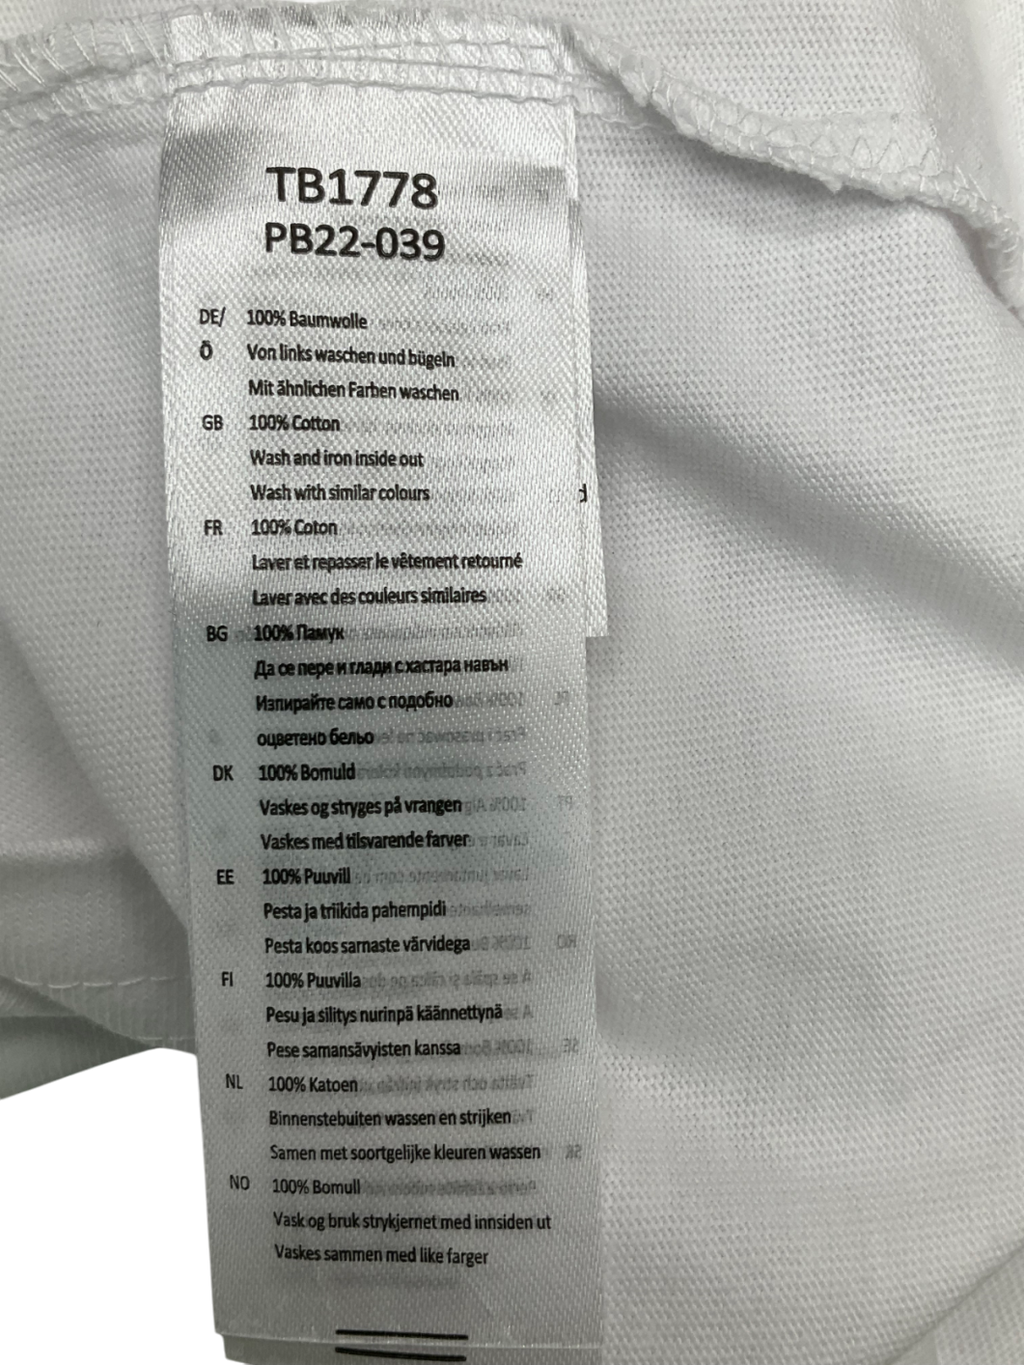 TB1778
PB22-039
DE/ 100% Baumwolle
Ö Von links waschen und bügeln
Mit ähnlichen Farben waschen
GB 100% Cotton
Wash and iron inside out
Wash with similar colours
FR 100% Coton
Laver et repasser le vêtement retourné
Laver avec des couleurs similaires
BG 100% Памук
Да се пере и глади с хастара навън
Изпирайте само с подобно
оцветено бельо
DK 100% Bomuld
Vaskes og stryges på vrangen
Vaskes med tilsvarende farver
EE 100% Puuvill
Pesta ja triikida pahempidi
Pesta koos sarnaste värvidega
FI 100% Puuvilla
Pesu ja silitys nurinpä käännettynä
Pese samansävyisten kanssa
NL 100% Katoen
Binnenstebuiten wassen en strijken
Samen met soortgelijke kleuren wassen
NO 100% Bomull
Vask og bruk strykjernet med innsiden ut
Vaskes sammen med like farger